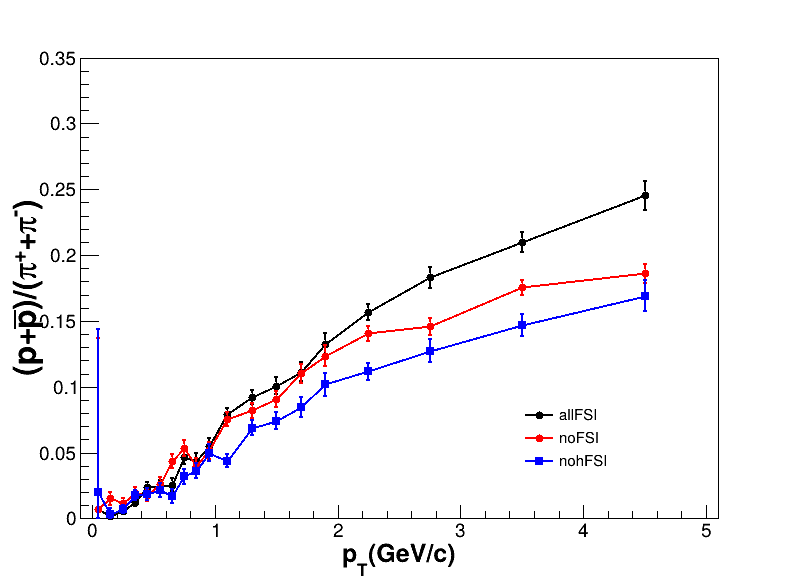 0.35
0.3
0.25
0.2
0.15
0.1
0.05
0
(p+p̅)/(π⁺+π⁻)
0 1 2 3 4 5
p_T(GeV/c)
allFSI
noFSI
nohFSI